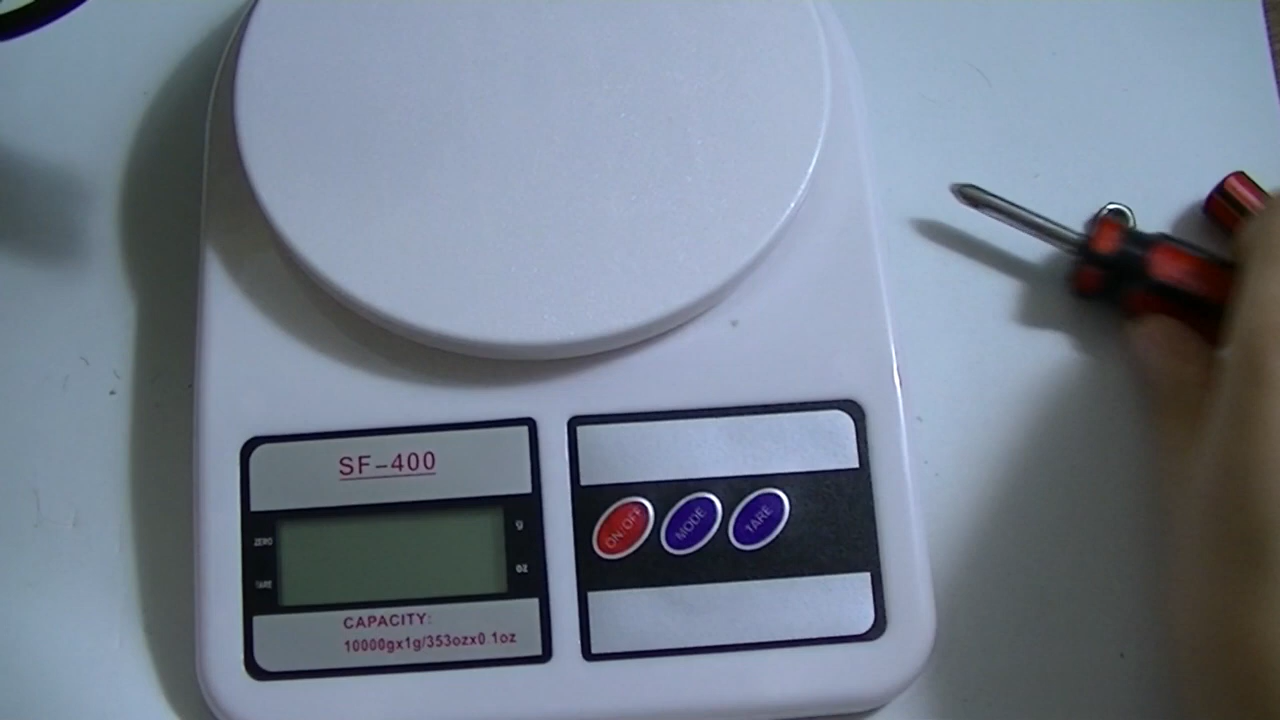 SF-400
ZERO
TARE
g
oz
CAPACITY:
10000gx1g/353ozx0.1oz
ON/OFF
MODE
TARE